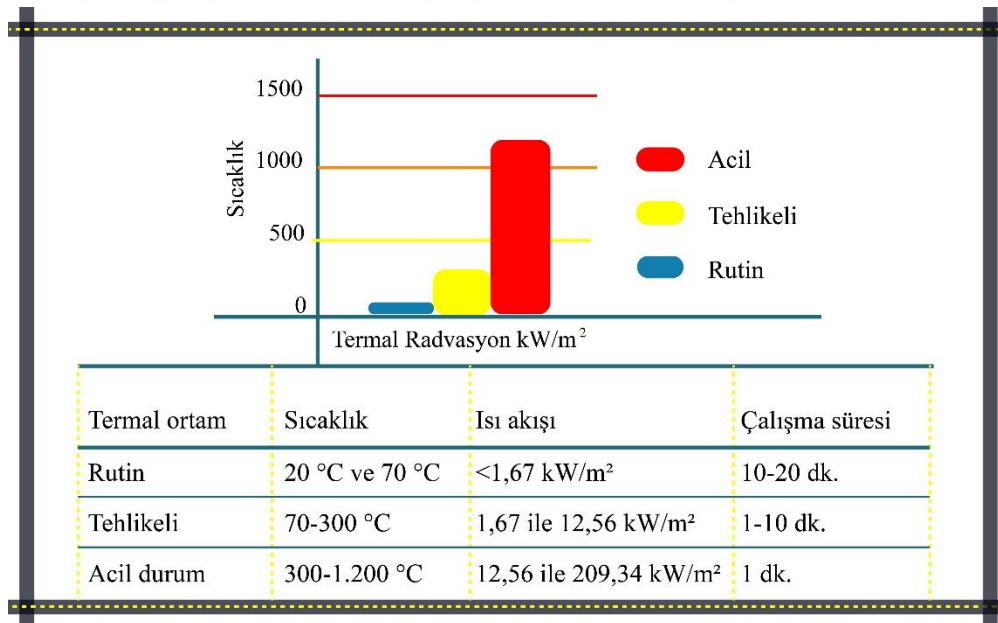 1500
1000
500
0
Sıcaklık
Acil
Tehlikeli
Rutin
Termal Radvasyon kW/m²
Termal ortam Sıcaklık Isı akışı Çalışma süresi
Rutin 20 °C ve 70 °C <1,67 kW/m² 10-20 dk.
Tehlikeli 70-300 °C 1,67 ile 12,56 kW/m² 1-10 dk.
Acil durum 300-1.200 °C 12,56 ile 209,34 kW/m² 1 dk.